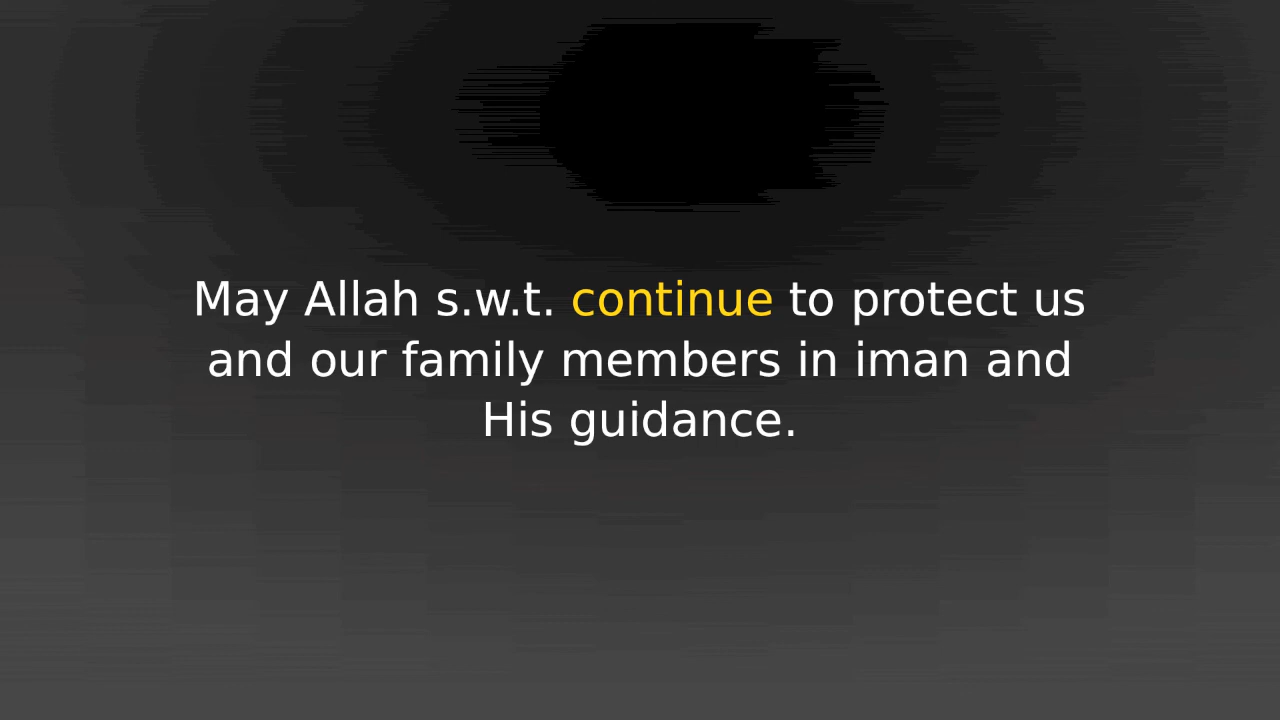 May Allah s.w.t. continue to protect us
and our family members in iman and
His guidance.